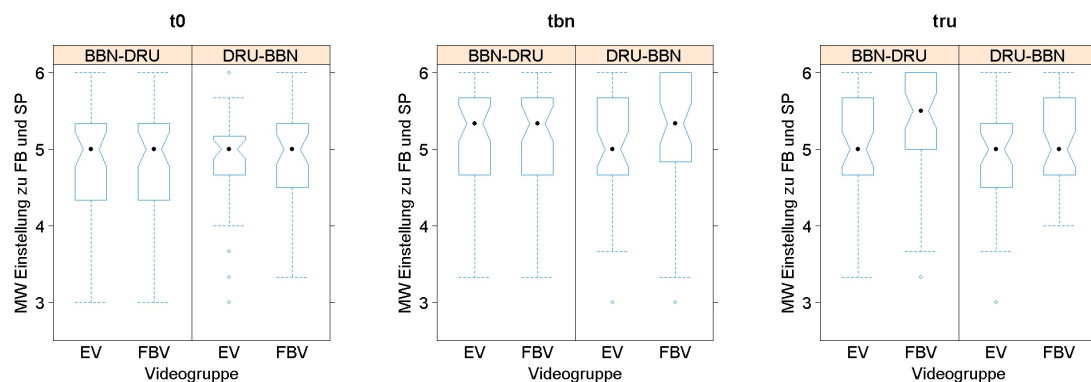 t0
MW Einstellung zu FB und SP
BBN-DRU
DRU-BBN
6
5
4
3
EV
FBV
EV
FBV
Videogruppe
tbn
MW Einstellung zu FB und SP
BBN-DRU
DRU-BBN
6
5
4
3
EV
FBV
EV
FBV
Videogruppe
tru
MW Einstellung zu FB und SP
BBN-DRU
DRU-BBN
6
5
4
3
EV
FBV
EV
FBV
Videogruppe